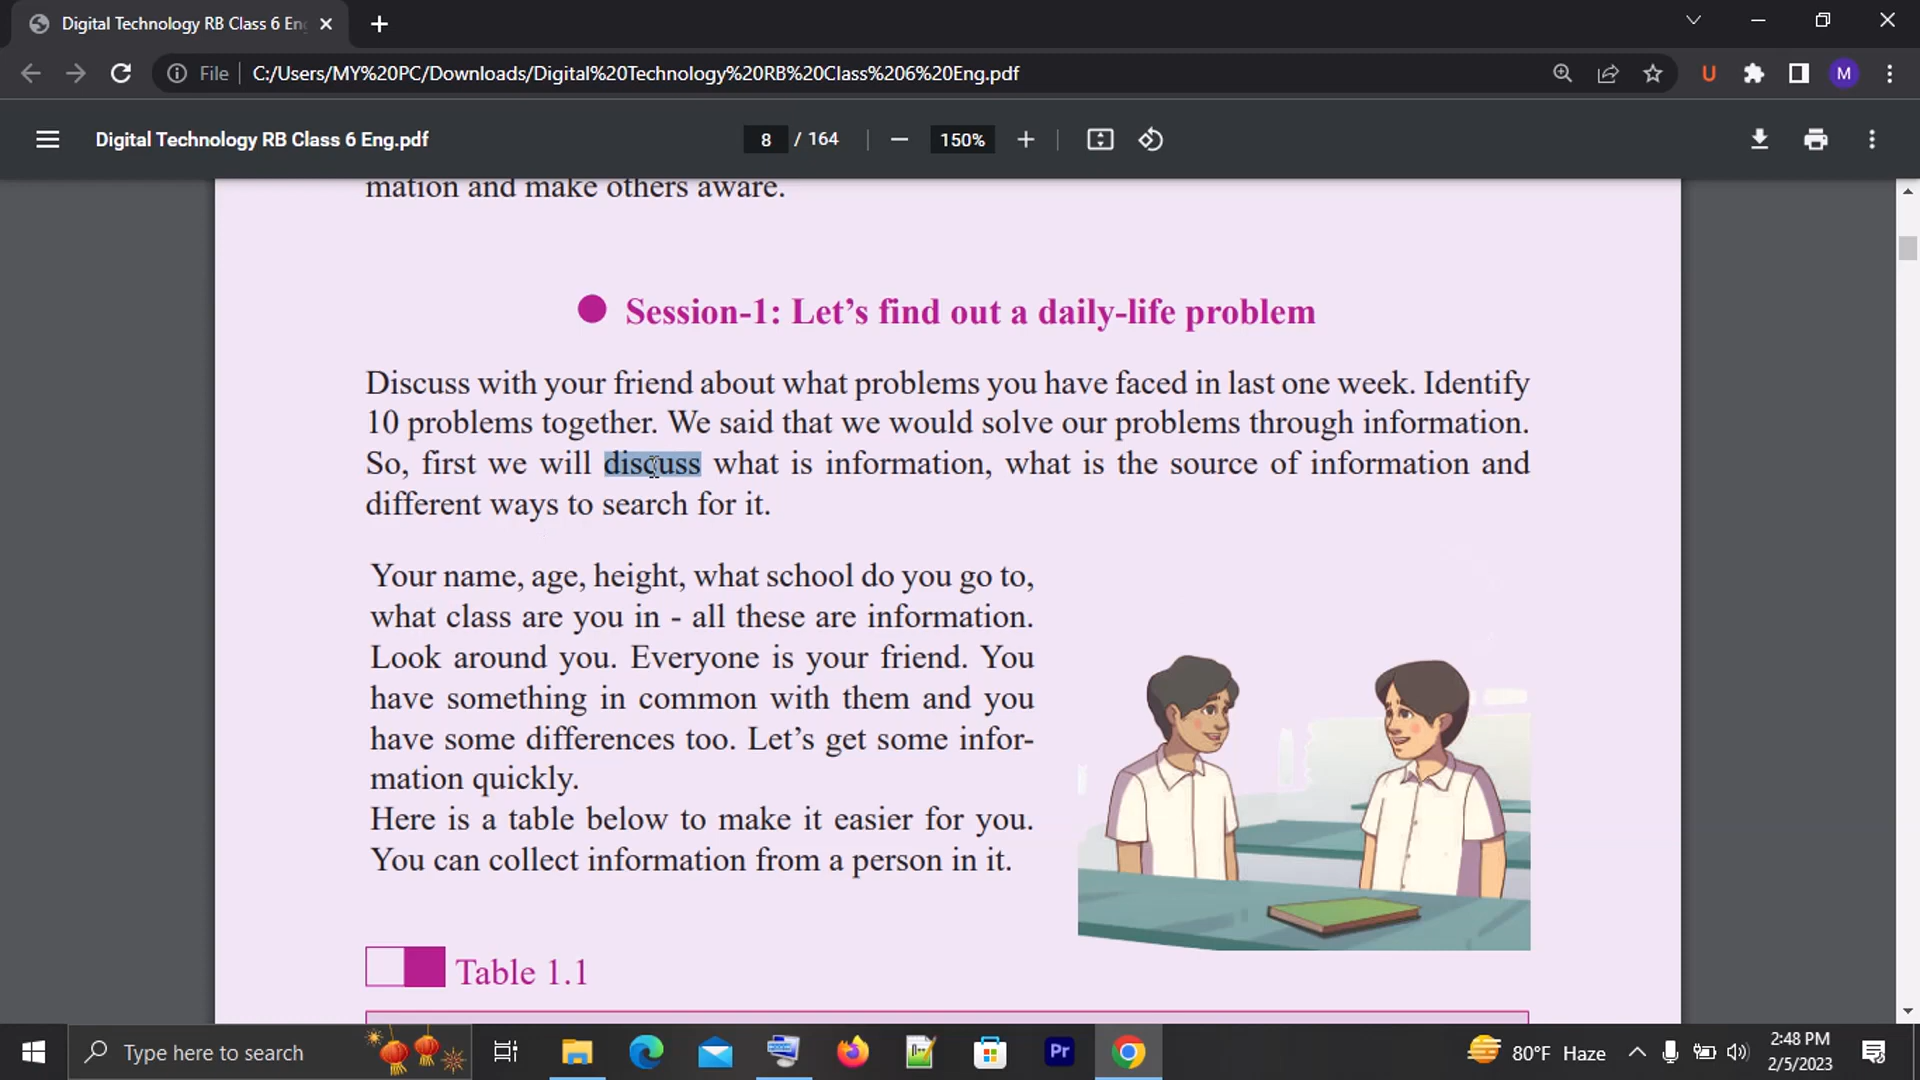 Digital Technology RB Class 6 En
File
C:/Users/MY%20PC/Downloads/Digital%20Technology%20RB%20Class%206%20Eng.pdf
U
M
Digital Technology RB Class 6 Eng.pdf
8 / 164
150%
mation and make others aware.
Session-1: Let’s find out a daily-life problem
Discuss with your friend about what problems you have faced in last one week. Identify
10 problems together. We said that we would solve our problems through information.
So, first we will discuss what is information, what is the source of information and
different ways to search for it.
Your name, age, height, what school do you go to,
what class are you in - all these are information.
Look around you. Everyone is your friend. You
have something in common with them and you
have some differences too. Let’s get some infor-
mation quickly.
Here is a table below to make it easier for you.
You can collect information from a person in it.
Table 1.1
Type here to search
Pr
80°F Haze
2:48 PM
2/5/2023